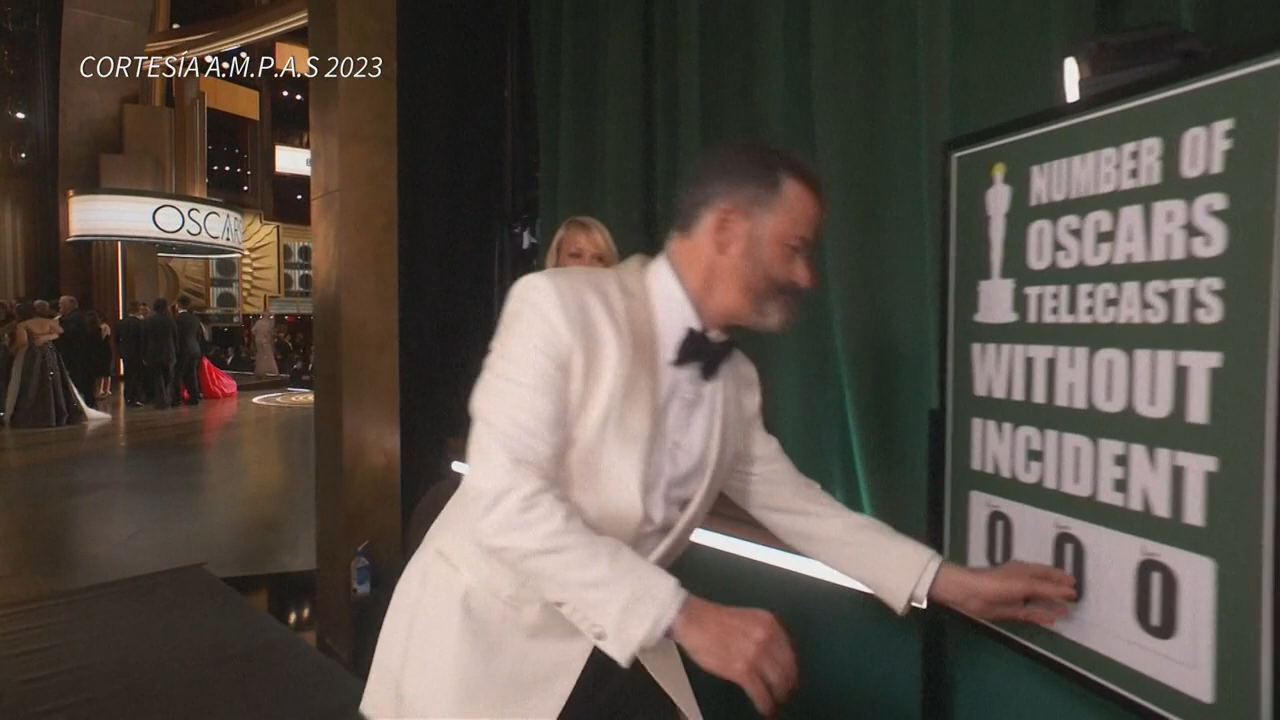 CORTESÍA A.M.P.A.S 2023
OSCAR
NUMBER OF
OSCARS
TELECASTS
WITHOUT
INCIDENT
0 0 0